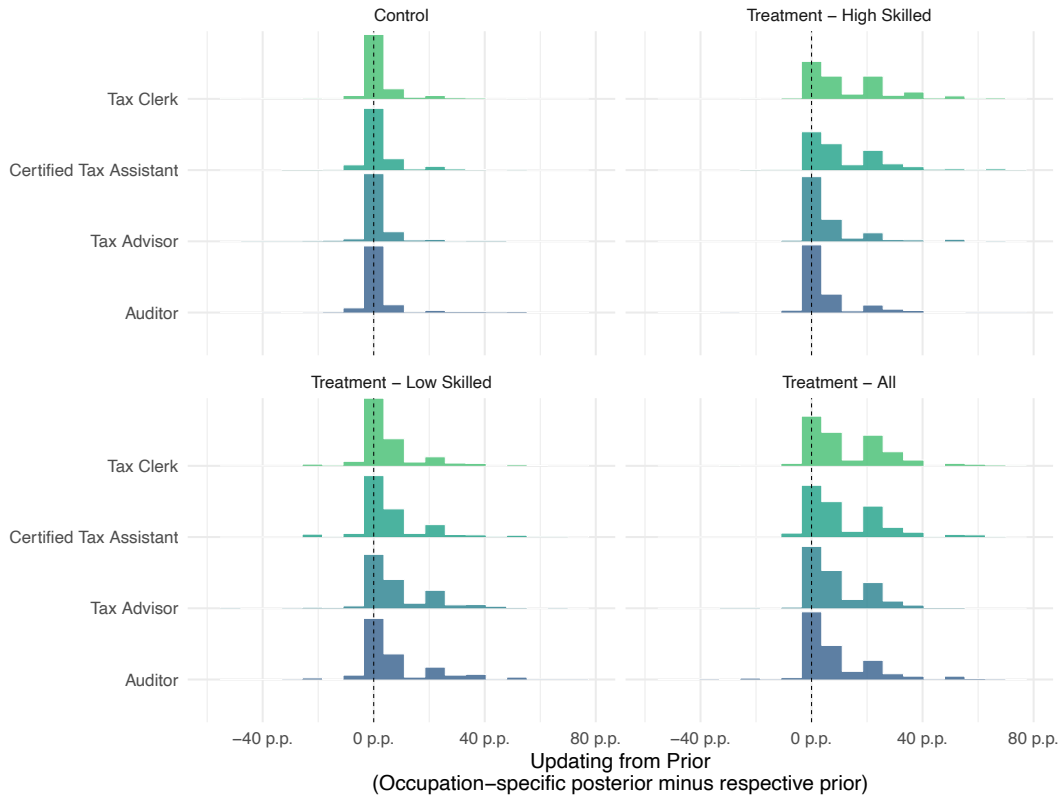 Control
Treatment − High Skilled
Tax Clerk
Certified Tax Assistant
Tax Advisor
Auditor
Treatment − Low Skilled
Treatment − All
Tax Clerk
Certified Tax Assistant
Tax Advisor
Auditor
−40 p.p.
0 p.p.
40 p.p.
80 p.p.
−40 p.p.
0 p.p.
40 p.p.
80 p.p.
Updating from Prior
(Occupation−specific posterior minus respective prior)